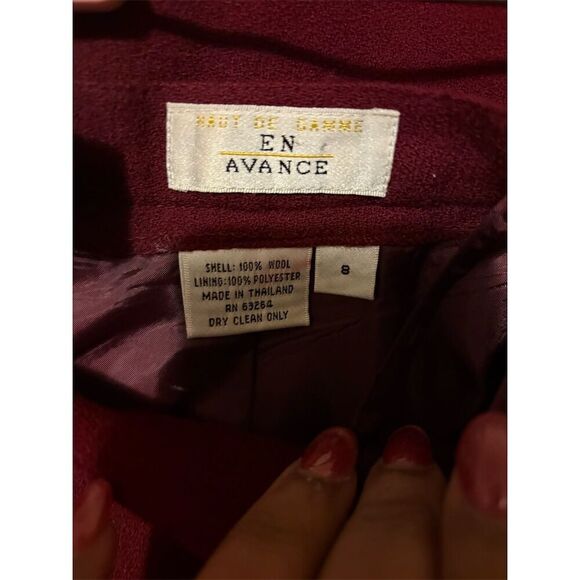 HAUT DE GAMME
EN
AVANCE
SHELL: 100% WOOL
LINING: 100% POLYESTER
MADE IN THAILAND
RN 69264
DRY CLEAN ONLY
8